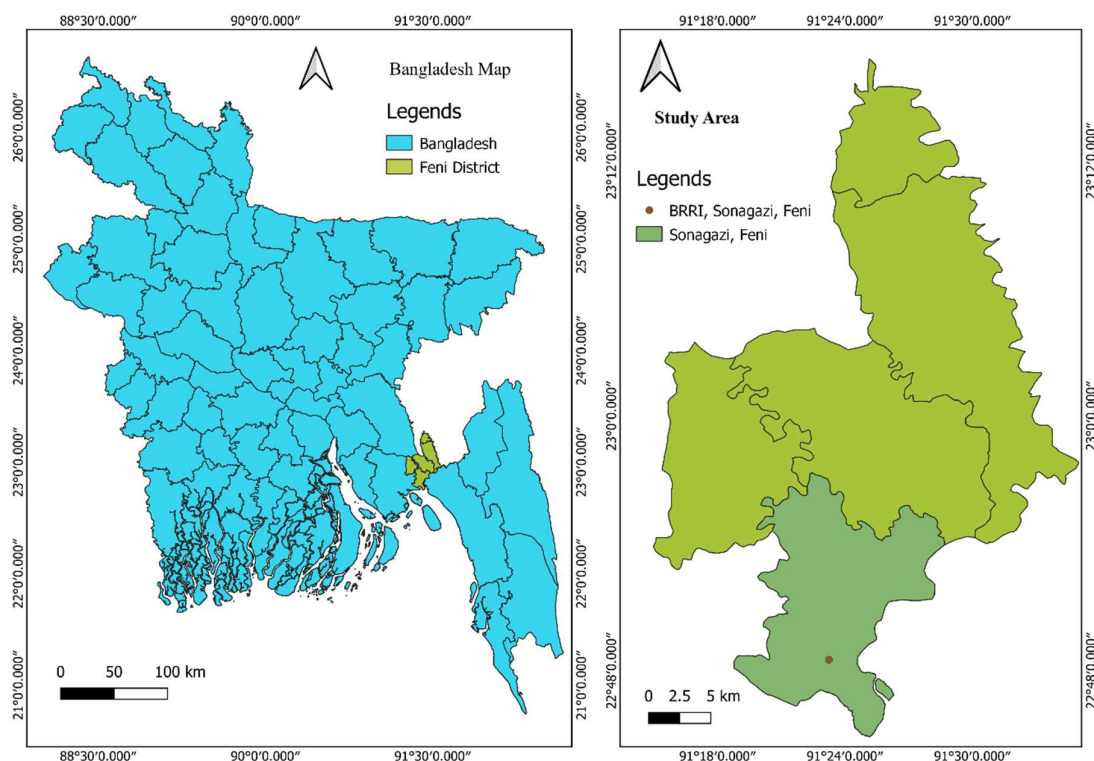 88°30′0.000″ 90°0′0.000″ 91°30′0.000″
Bangladesh Map
Legends
Bangladesh
Feni District
26°0′0.000″
25°0′0.000″
24°0′0.000″
23°0′0.000″
22°0′0.000″
21°0′0.000″
26°0′0.000″
25°0′0.000″
24°0′0.000″
23°0′0.000″
22°0′0.000″
21°0′0.000″
0 50 100 km
88°30′0.000″ 90°0′0.000″ 91°30′0.000″
91°18′0.000″ 91°24′0.000″ 91°30′0.000″
Study Area
Legends
BRRI, Sonagazi, Feni
Sonagazi, Feni
23°12′0.000″
23°0′0.000″
22°48′0.000″
23°12′0.000″
23°0′0.000″
22°48′0.000″
0 2.5 5 km
91°18′0.000″ 91°24′0.000″ 91°30′0.000″